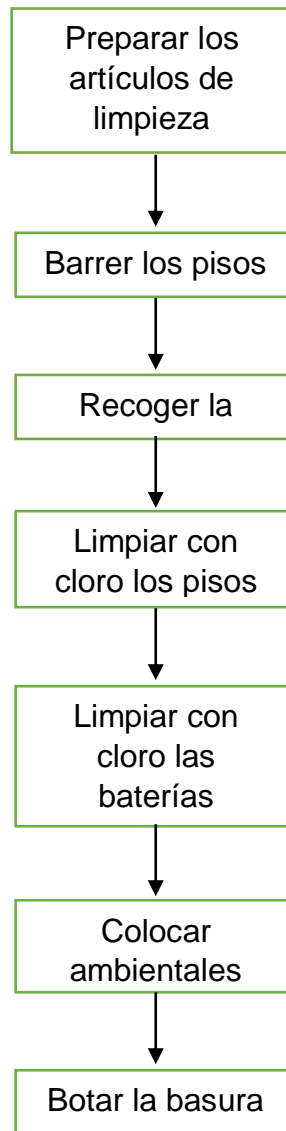 Preparar los
artículos de
limpieza
Barrer los pisos
Recoger la
Limpiar con
cloro los pisos
Limpiar con
cloro las
baterías
Colocar
ambientales
Botar la basura